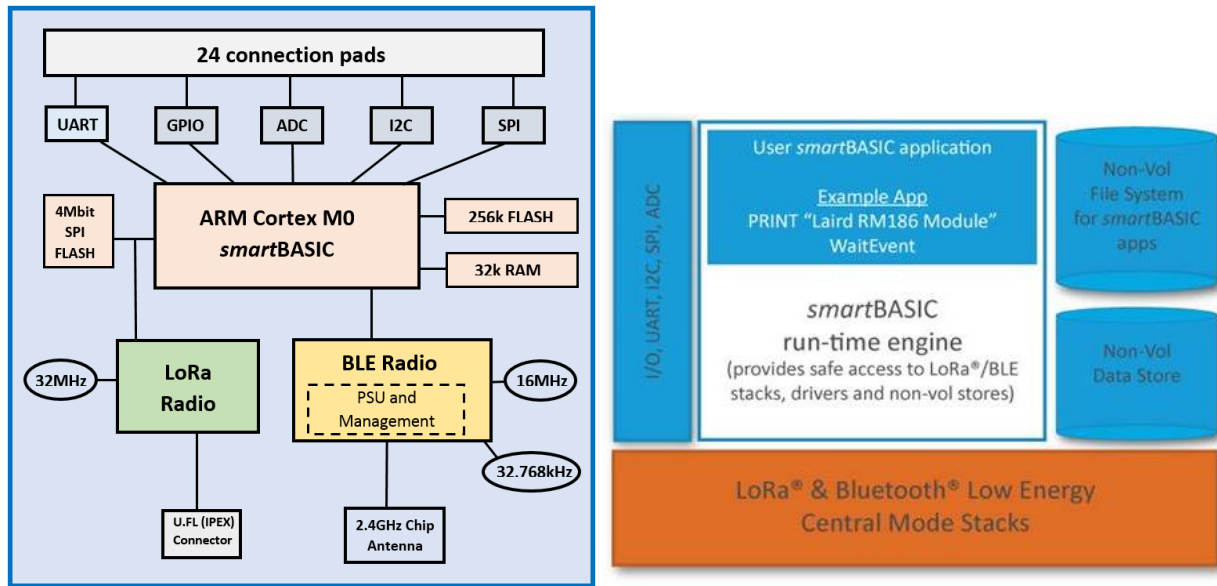 24 connection pads
UART
GPIO
ADC
I2C
SPI
4Mbit
SPI
FLASH
ARM Cortex M0
smartBASIC
256k FLASH
32k RAM
32MHz
LoRa
Radio
BLE Radio
PSU and
Management
16MHz
32.768kHz
U.FL (IPEX)
Connector
2.4GHz Chip
Antenna
I/O, UART, I2C, SPI, ADC
User smartBASIC application
Example App
PRINT “Laird RM186 Module”
WaitEvent
smartBASIC
run-time engine
(provides safe access to LoRa®/BLE
stacks, drivers and non-vol stores)
Non-Vol
File System
for smartBASIC
apps
Non-Vol
Data Store
LoRa® & Bluetooth® Low Energy
Central Mode Stacks